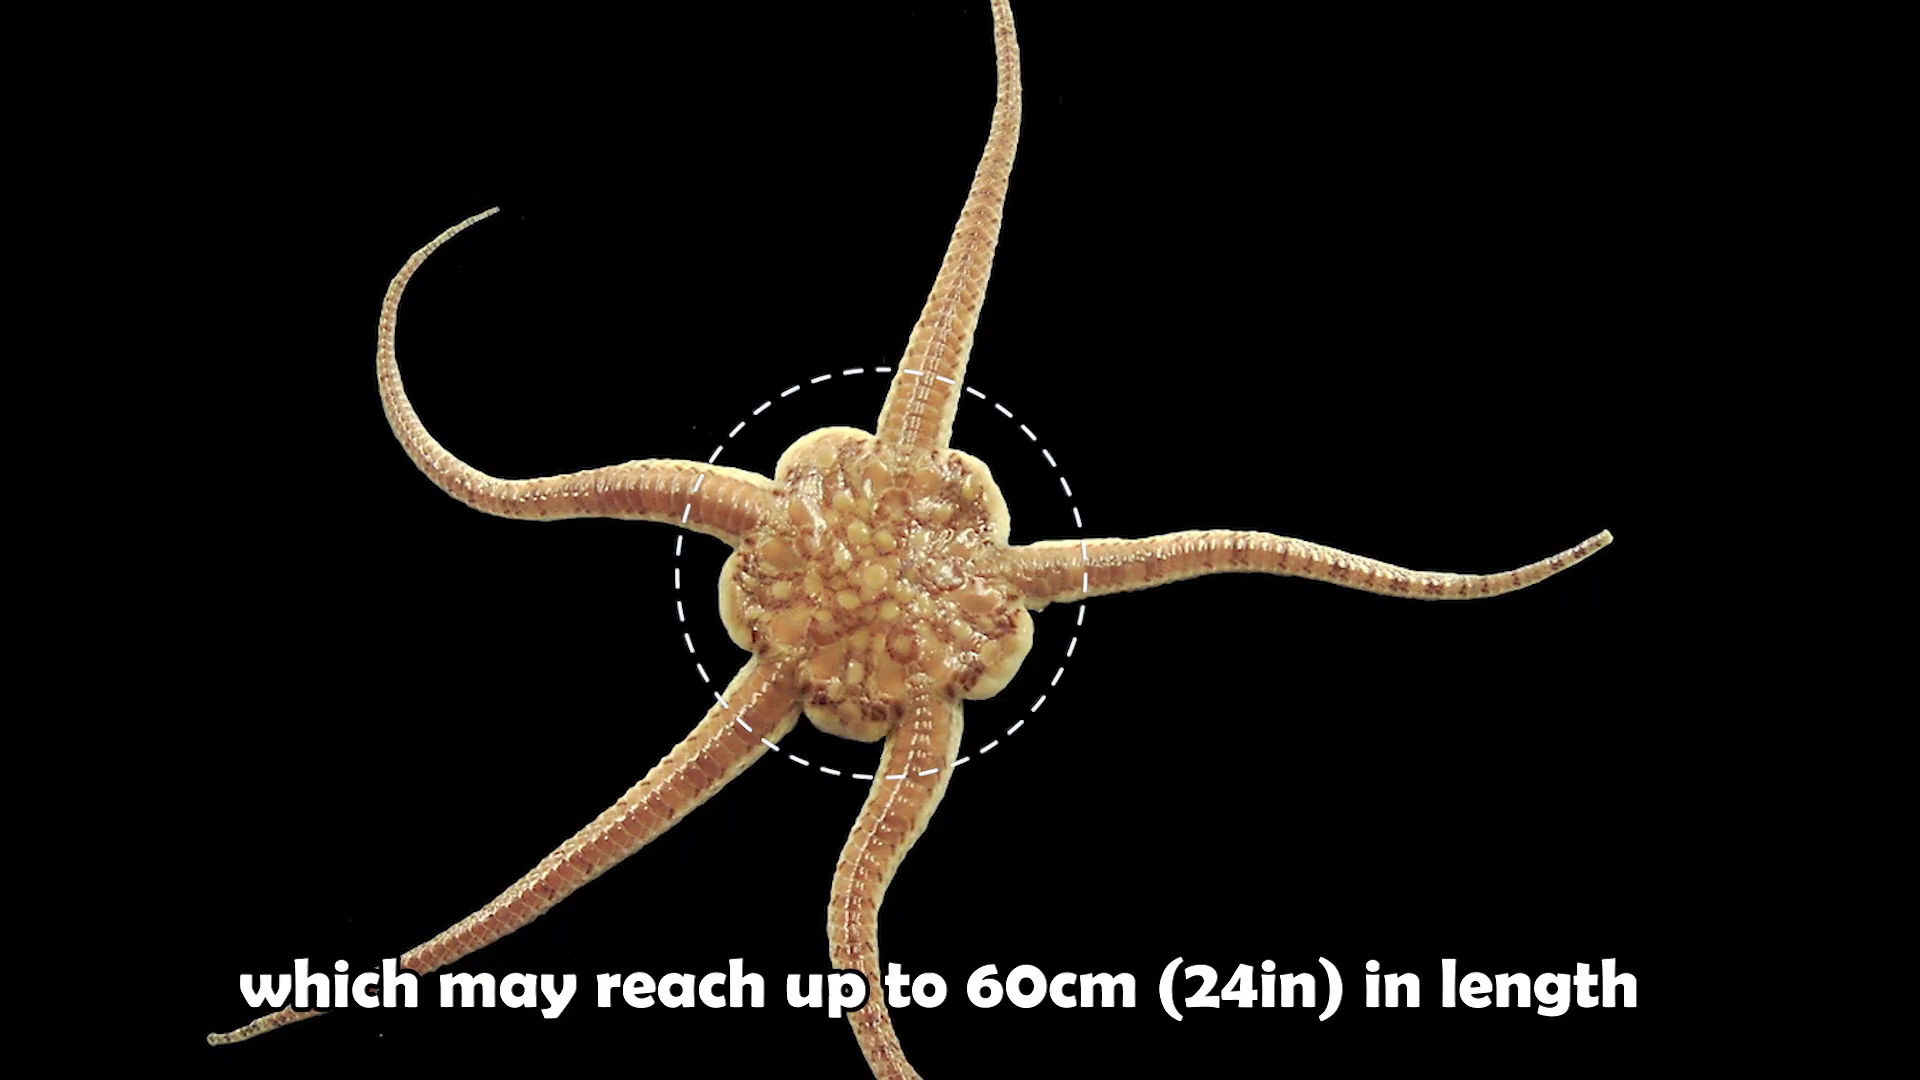 which may reach up to 60cm (24in) in length